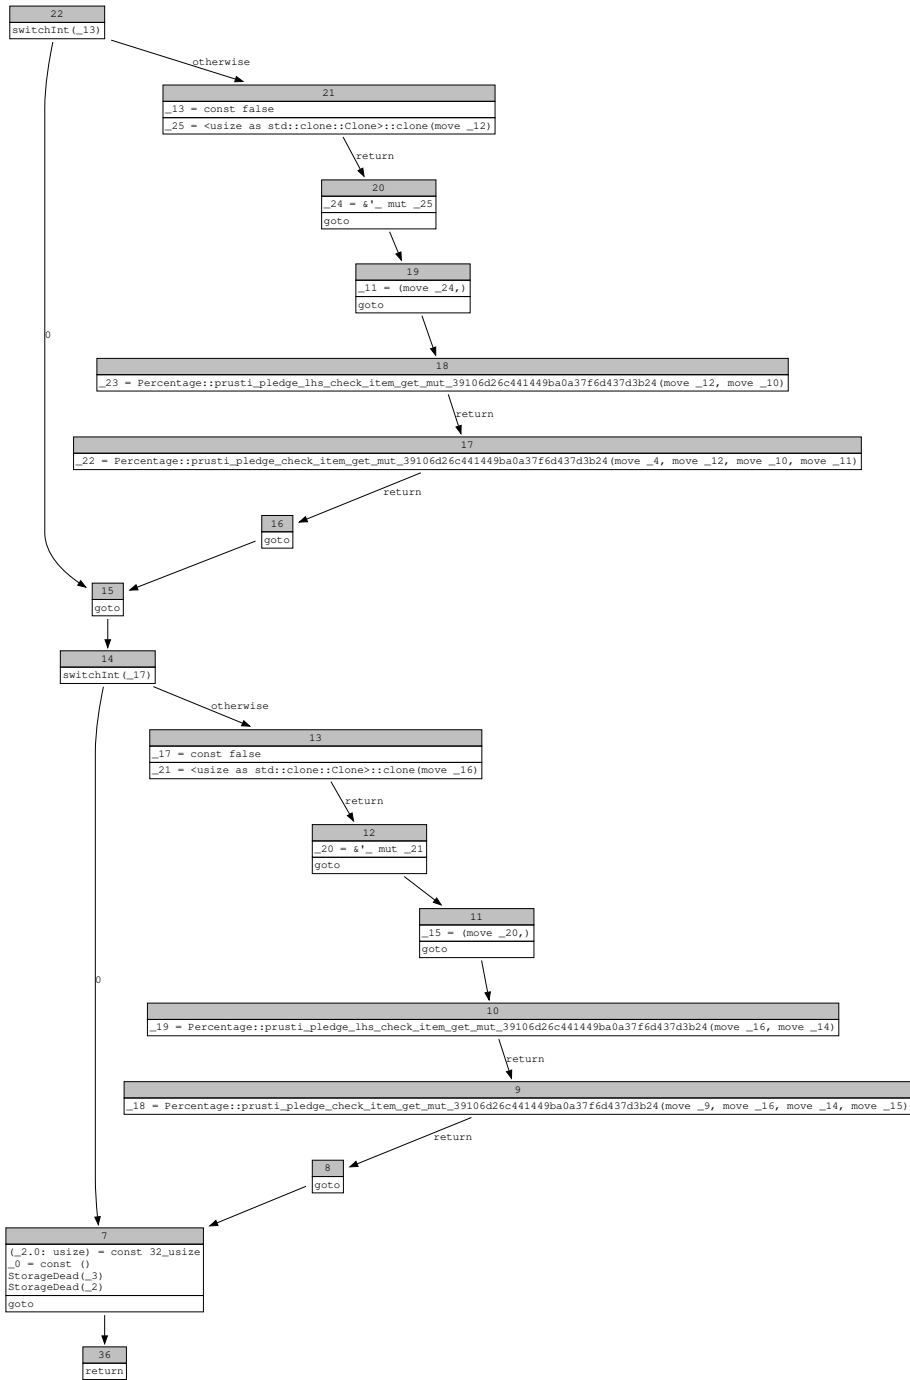 22
switchInt(_13)
otherwise
21
_13 = const false
_25 = <usize as std::clone::Clone>::clone(move _12)
return
20
_24 = &'_ mut _25
goto
19
_11 = (move _24,)
goto
0
18
_23 = Percentage::prusti_pledge_lhs_check_item_get_mut_39106d26c441449ba0a37f6d437d3b24(move _12, move _10)
return
17
_22 = Percentage::prusti_pledge_check_item_get_mut_39106d26c441449ba0a37f6d437d3b24(move _4, move _12, move _10, move _11)
return
16
goto
15
goto
14
switchInt(_17)
otherwise
13
_17 = const false
_21 = <usize as std::clone::Clone>::clone(move _16)
return
12
_20 = &'_ mut _21
goto
11
_15 = (move _20,)
goto
0
10
_19 = Percentage::prusti_pledge_lhs_check_item_get_mut_39106d26c441449ba0a37f6d437d3b24(move _16, move _14)
return
9
_18 = Percentage::prusti_pledge_check_item_get_mut_39106d26c441449ba0a37f6d437d3b24(move _9, move _16, move _14, move _15)
return
8
goto
7
(_2.0: usize) = const 32_usize
_0 = const ()
StorageDead(_3)
StorageDead(_2)
goto
36
return